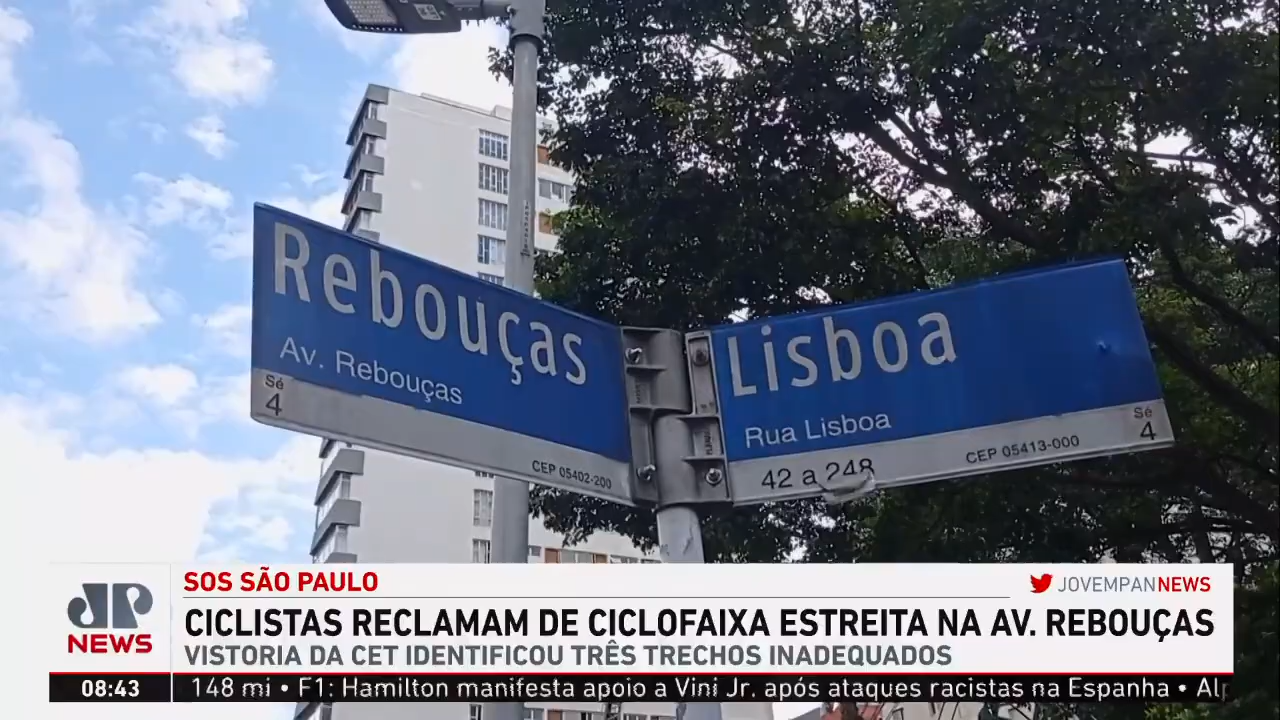 Rebouças
Av. Rebouças
Sé
4
CEP 05402-200
Lisboa
Rua Lisboa
42 a 248
CEP 05413-000
Sé
4
JP
NEWS
SOS SÃO PAULO
JOVEMPANNEWS
CICLISTAS RECLAMAM DE CICLOFAIXA ESTREITA NA AV. REBOUÇAS
VISTORIA DA CET IDENTIFICOU TRÊS TRECHOS INADEQUADOS
08:43
148 mi • F1: Hamilton manifesta apoio a Vini Jr. após ataques racistas na Espanha •